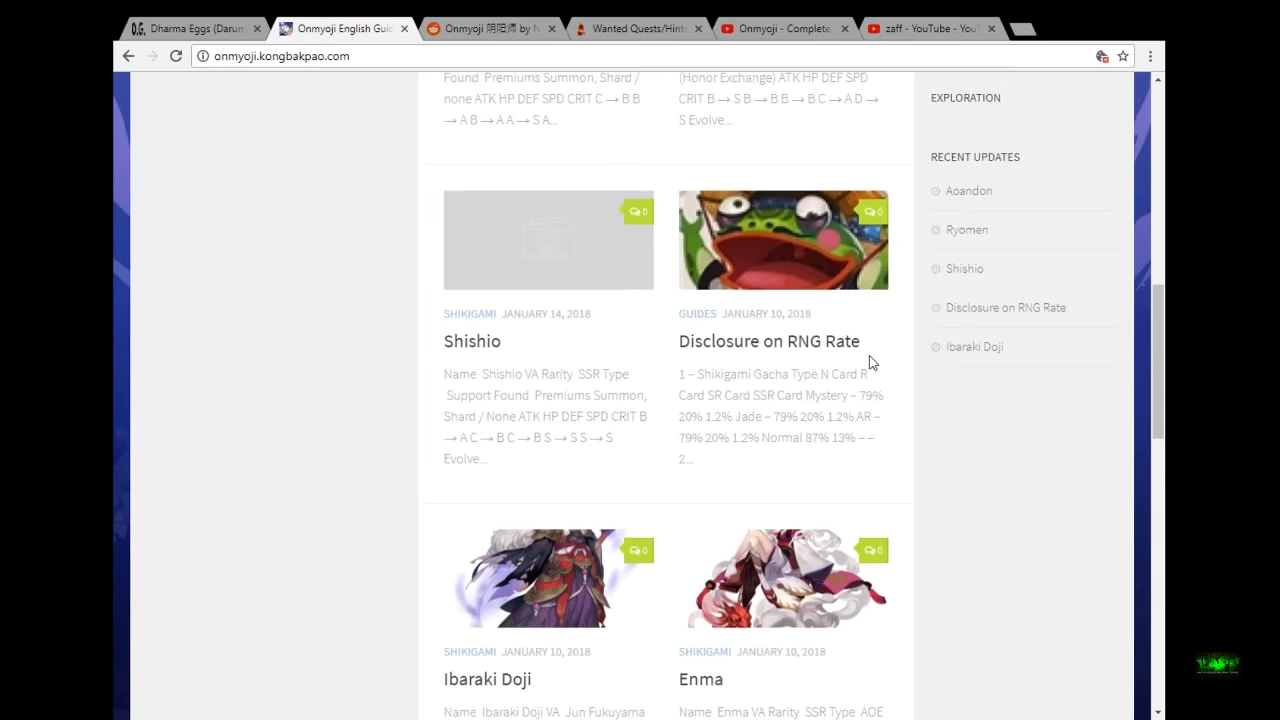 Dharma Eggs (Darun
Onmyoji English Guid
Onmyoji 阴阳师 by N
Wanted Quests/Hints
Onmyoji - Complete
zaff - YouTube - You
onmyoji.kongbakpao.com
Found Premiums Summon, Shard /
none ATK HP DEF SPD CRIT C → B B
→ A B → A A → S A...
(Honor Exchange) ATK HP DEF SPD
CRIT B → S B → B B → B C → A D →
S Evolve...
EXPLORATION
RECENT UPDATES
Aoandon
Ryomen
Shishio
Disclosure on RNG Rate
Ibaraki Doji
0
SHIKIGAMI JANUARY 14, 2018
Shishio
Name Shishio VA Rarity SSR Type
Support Found Premiums Summon,
Shard / None ATK HP DEF SPD CRIT B
→ A C → B C → B S → S S → S
Evolve...
0
GUIDES JANUARY 10, 2018
Disclosure on RNG Rate
1 – Shikigami Gacha Type N Card R
Card SR Card SSR Card Mystery – 79%
20% 1.2% Jade – 79% 20% 1.2% AR –
79% 20% 1.2% Normal 87% 13% – –
2...
0
SHIKIGAMI JANUARY 10, 2018
Ibaraki Doji
Name Ibaraki Doji VA Jun Fukuyama
0
SHIKIGAMI JANUARY 10, 2018
Enma
Name Enma VA Rarity SSR Type AOE